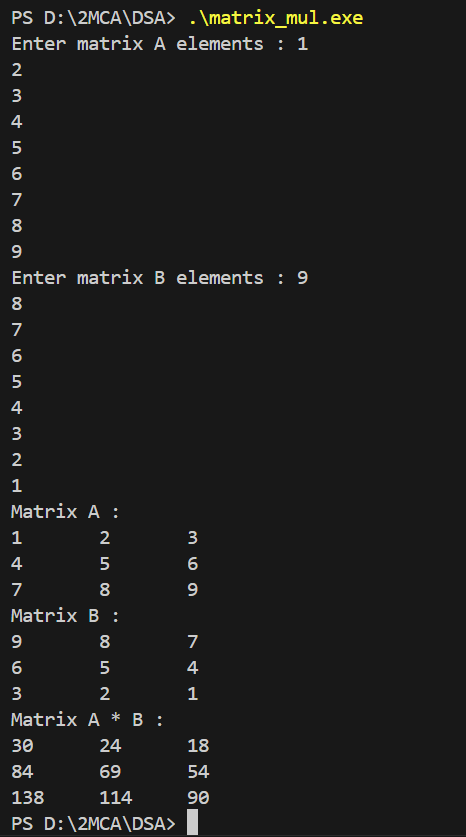 PS D:\2MCA\DSA> .\matrix_mul.exe
Enter matrix A elements : 1
2
3
4
5
6
7
8
9
Enter matrix B elements : 9
8
7
6
5
4
3
2
1
Matrix A :
1 2 3
4 5 6
7 8 9
Matrix B :
9 8 7
6 5 4
3 2 1
Matrix A * B :
30 24 18
84 69 54
138 114 90
PS D:\2MCA\DSA>